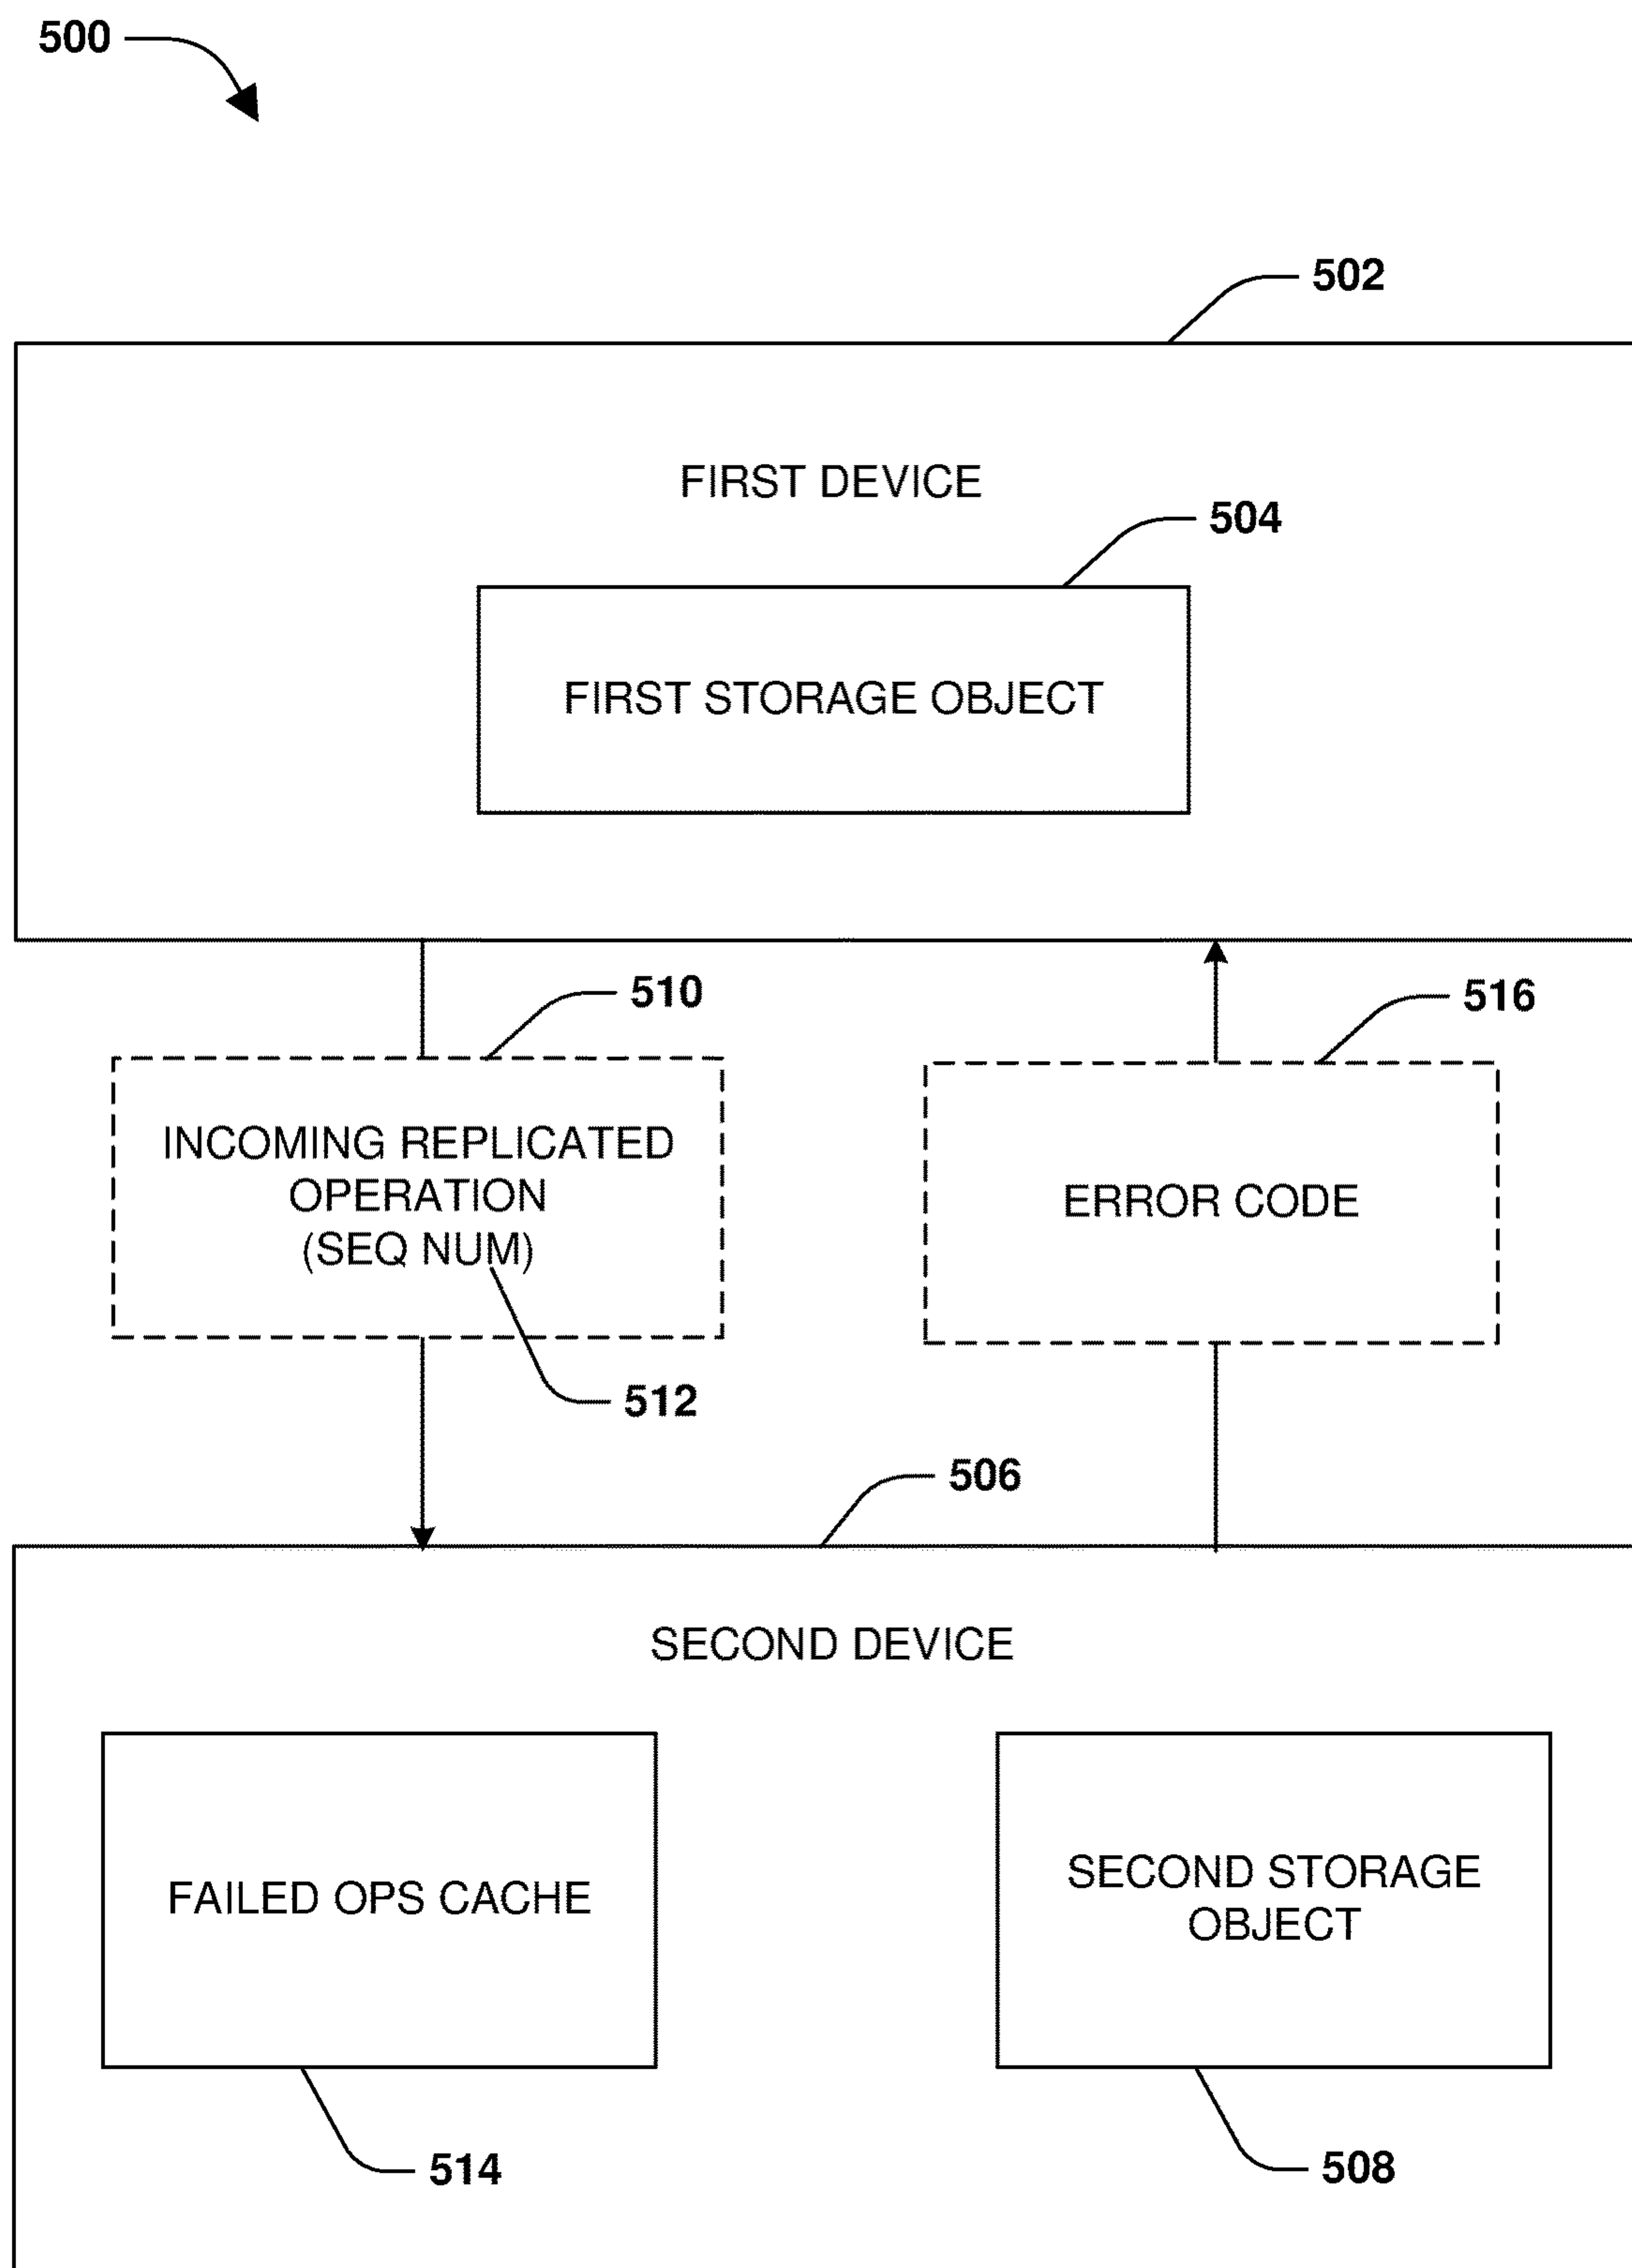 500
502
FIRST DEVICE
504
FIRST STORAGE OBJECT
510
516
INCOMING REPLICATED
OPERATION
(SEQ NUM)
ERROR CODE
512
506
SECOND DEVICE
FAILED OPS CACHE
SECOND STORAGE
OBJECT
514
508